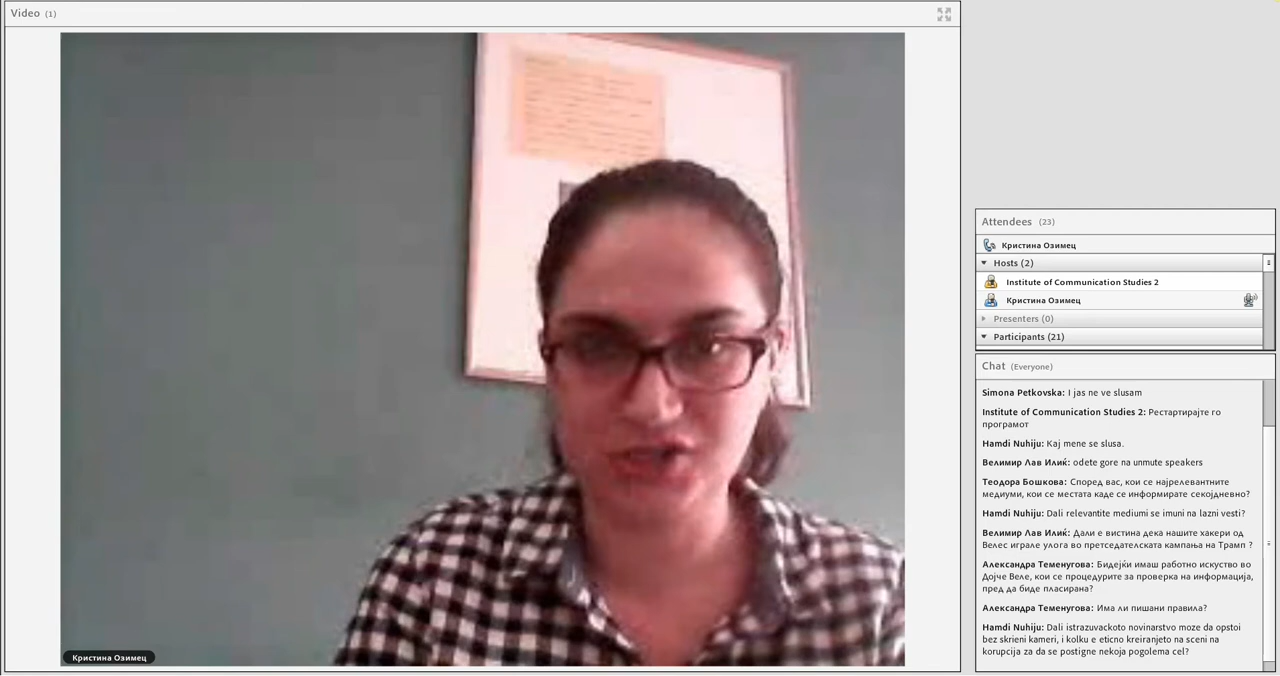 Video (1)
Кристина Озимец
Attendees (23)
Кристина Озимец
Hosts (2)
Institute of Communication Studies 2
Кристина Озимец
Presenters (0)
Participants (21)
Chat (Everyone)
Simona Petkovska: I jas ne ve slusam
Institute of Communication Studies 2: Рестартирајте го
програмот
Hamdi Nuhiju: Kaj mene se slusa.
Велимир Лав Илиќ: odete gore na unmute speakers
Теодора Бошкова: Според вас, кои се најрелевантните
медиуми, кои се местата каде се информирате секојдневно?
Hamdi Nuhiju: Dali relevantite mediumi se imuni na lazni vesti?
Велимир Лав Илиќ: Дали е вистина дека нашите хакери од
Велес играле улога во претседателската кампања на Трамп ?
Александра Теменугова: Бидејќи имаш работно искуство во
Дојче Веле, кои се процедурите за проверка на информација,
пред да биде пласирана?
Александра Теменугова: Има ли пишани правила?
Hamdi Nuhiju: Dali istrazuvackoto novinarstvo moze da opstoi
bez skrieni kameri, i kolku e eticno kreiranjeto na sceni na
korupcija za da se postigne nekoja pogolema cel?